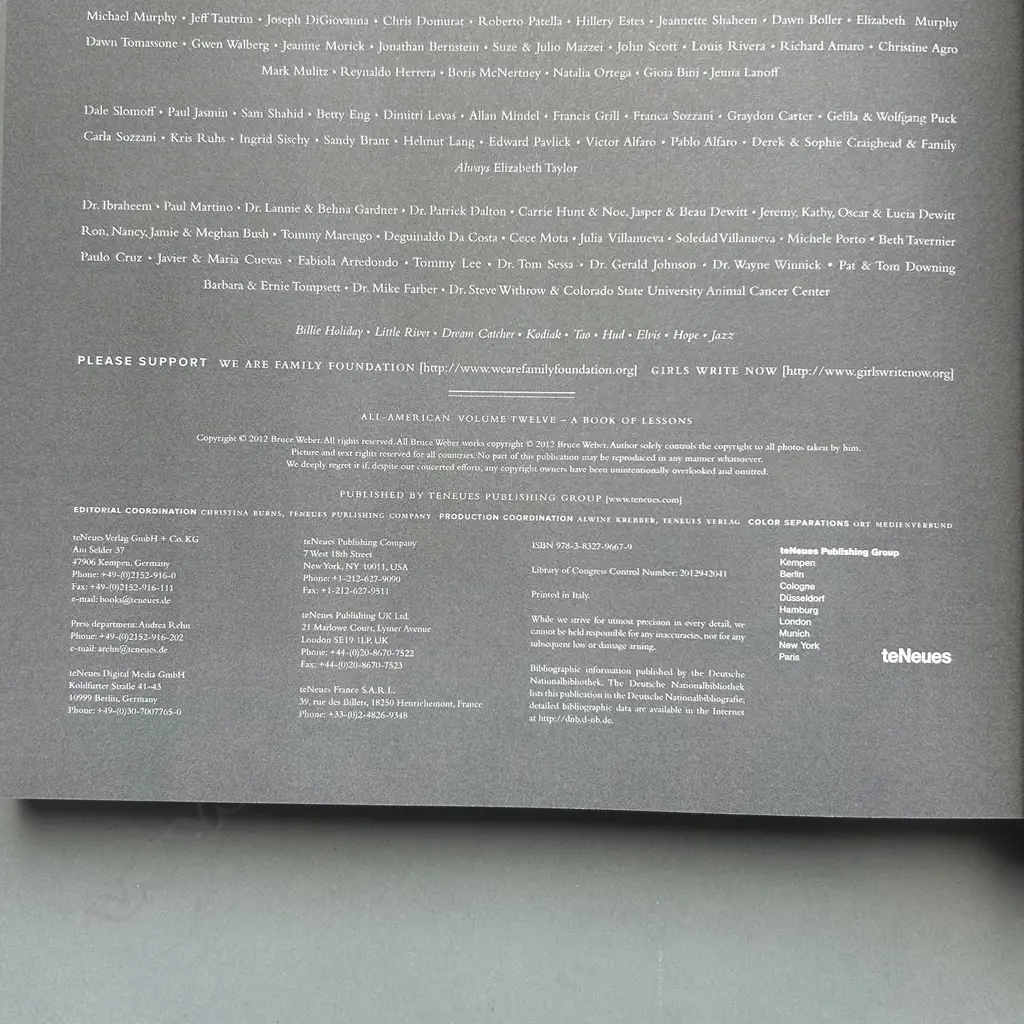 Michael Murphy • Jeff Tautrim • Joseph DiGiovanna • Chris Domurat • Roberto Patella • Hillery Estes • Jeannette Shaheen • Dawn Boller • Elizabeth Murphy
Dawn Tomassone • Gwen Walberg • Jeanine Morick • Jonathan Bernstein • Suze & Julio Mazzei • John Scott • Louis Rivera • Richard Amaro • Christine Agro
Mark Mulitz • Reynaldo Herrera • Boris McNertney • Natalia Ortega • Gioia Bini • Jenna Lanoff
Dale Slomoff • Paul Jasmin • Sam Shahid • Betty Eng • Dimitri Levas • Allan Mindel • Francis Grill • Franca Sozzani • Graydon Carter • Gelila & Wolfgang Puck
Carla Sozzani • Kris Ruhs • Ingrid Sischy • Sandy Brant • Helmut Lang • Edward Pavlick • Victor Alfaro • Pablo Alfaro • Derek & Sophie Craighead & Family
Always Elizabeth Taylor
Dr. Ibraheem • Paul Martino • Dr. Lannie & Behna Gardner • Dr. Patrick Dalton • Carrie Hunt & Noe, Jasper & Beau Dewitt • Jeremy, Kathy, Oscar & Lucia Dewitt
Ron, Nancy, Jamie & Meghan Bush • Tommy Marengo • Deguinaldo Da Costa • Cece Mota • Julia Villanueva • Soledad Villanueva • Michele Porto • Beth Tavernier
Paulo Cruz • Javier & Maria Cuevas • Fabiola Arredondo • Tommy Lee • Dr. Tom Sessa • Dr. Gerald Johnson • Dr. Wayne Winnick • Pat & Tom Downing
Barbara & Ernie Tompsett • Dr. Mike Farber • Dr. Steve Withrow & Colorado State University Animal Cancer Center
Billie Holiday • Little River • Dream Catcher • Kodiak • Tao • Hud • Elvis • Hope • Jazz
PLEASE SUPPORT WE ARE FAMILY FOUNDATION [http://www.wearefamilyfoundation.org] GIRLS WRITE NOW [http://www.girlswritenow.org]
ALL-AMERICAN VOLUME TWELVE – A BOOK OF LESSONS
Copyright © 2012 Bruce Weber. All rights reserved. All Bruce Weber works copyright © 2012 Bruce Weber. Author solely controls the copyright to all photos taken by him.
Picture and text rights reserved for all countries. No part of this publication may be reproduced in any manner whatsoever.
We deeply regret it if, despite our concerted efforts, any copyright owners have been unintentionally overlooked and omitted.
PUBLISHED BY TENEUES PUBLISHING GROUP [www.teneues.com]
EDITORIAL COORDINATION CHRISTINA BURNS, TENEUES PUBLISHING COMPANY PRODUCTION COORDINATION ALWINE KREBBER, TENEUES VERLAG COLOR SEPARATIONS ORT MEDIENVERBUND
teNeues Verlag GmbH + Co. KG
Am Selder 37
47906 Kempen, Germany
Phone: +49-(0)2152-916-0
Fax: +49-(0)2152-916-111
e-mail: books@teneues.de
Press department: Andrea Rehn
Phone: +49-(0)2152-916-202
e-mail: arehn@teneues.de
teNeues Digital Media GmbH
Kohlfurter Straße 41–43
10999 Berlin, Germany
Phone: +49-(0)30-7007765-0
teNeues Publishing Company
7 West 18th Street
New York, NY 10011, USA
Phone: +1-212-627-9090
Fax: +1-212-627-9511
teNeues Publishing UK Ltd.
21 Marlowe Court, Lymer Avenue
London SE19 1LP, UK
Phone: +44-(0)20-8670-7522
Fax: +44-(0)20-8670-7523
teNeues France S.A.R.L.
39, rue des Billets, 18250 Henrichemont, France
Phone: +33-(0)2-4826-9348
ISBN 978-3-8327-9667-9
Library of Congress Control Number: 2012942041
Printed in Italy.
While we strive for utmost precision in every detail, we
cannot be held responsible for any inaccuracies, nor for any
subsequent loss or damage arising.
Bibliographic information published by the Deutsche
Nationalbibliothek. The Deutsche Nationalbibliothek
lists this publication in the Deutsche Nationalbibliografie;
detailed bibliographic data are available in the Internet
at http://dnb.d-nb.de.
teNeues Publishing Group
Kempen
Berlin
Cologne
Düsseldorf
Hamburg
London
Munich
New York
Paris
teNeues